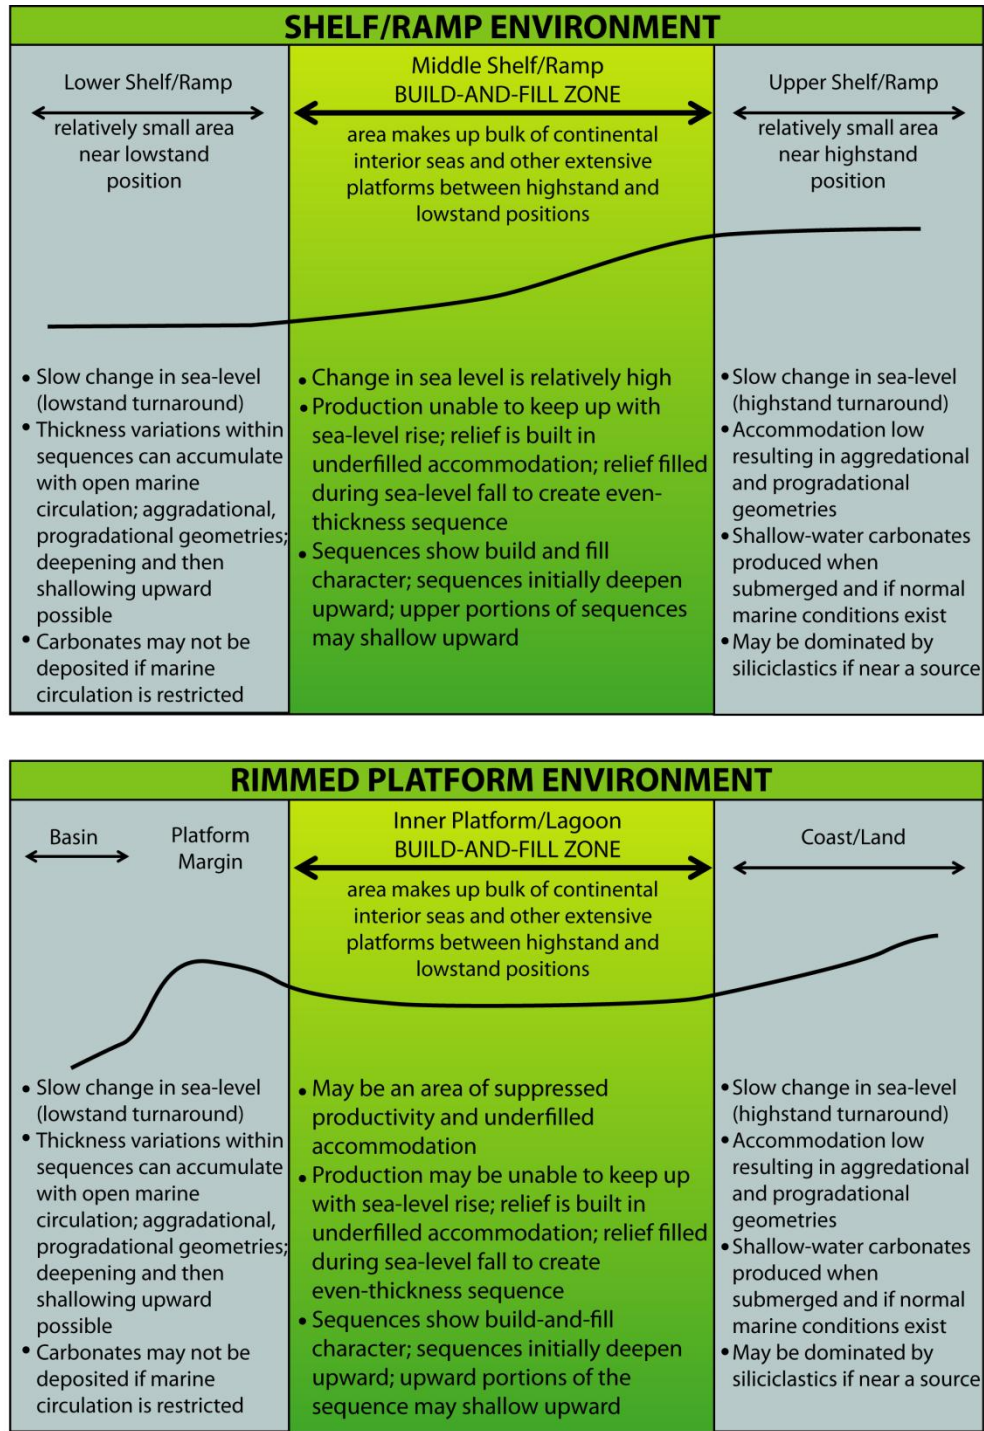 SHELF/RAMP ENVIRONMENT
Lower Shelf/Ramp
relatively small area
near lowstand
position
• Slow change in sea-level
(lowstand turnaround)
• Thickness variations within
sequences can accumulate
with open marine
circulation; aggradational,
progradational geometries;
deepening and then
shallowing upward
possible
• Carbonates may not be
deposited if marine
circulation is restricted
Middle Shelf/Ramp
BUILD-AND-FILL ZONE
area makes up bulk of continental
interior seas and other extensive
platforms between highstand and
lowstand positions
• Change in sea level is relatively high
• Production unable to keep up with
sea-level rise; relief is built in
underfilled accommodation; relief filled
during sea-level fall to create even-
thickness sequence
• Sequences show build and fill
character; sequences initially deepen
upward; upper portions of sequences
may shallow upward
Upper Shelf/Ramp
relatively small area
near highstand
position
• Slow change in sea-level
(highstand turnaround)
• Accommodation low
resulting in aggredational
and progradational
geometries
• Shallow-water carbonates
produced when
submerged and if normal
marine conditions exist
• May be dominated by
siliciclastics if near a source
RIMMED PLATFORM ENVIRONMENT
Basin
Platform
Margin
• Slow change in sea-level
(lowstand turnaround)
• Thickness variations within
sequences can accumulate
with open marine
circulation; aggradational,
progradational geometries;
deepening and then
shallowing upward
possible
• Carbonates may not be
deposited if marine
circulation is restricted
Inner Platform/Lagoon
BUILD-AND-FILL ZONE
area makes up bulk of continental
interior seas and other extensive
platforms between highstand and
lowstand positions
• May be an area of suppressed
productivity and underfilled
accommodation
• Production may be unable to keep up
with sea-level rise; relief is built in
underfilled accommodation; relief filled
during sea-level fall to create
even-thickness sequence
• Sequences show build-and-fill
character; sequences initially deepen
upward; upward portions of the
sequence may shallow upward
Coast/Land
• Slow change in sea-level
(highstand turnaround)
• Accommodation low
resulting in aggredational
and progradational
geometries
• Shallow-water carbonates
produced when
submerged and if normal
marine conditions exist
• May be dominated by
siliciclastics if near a source